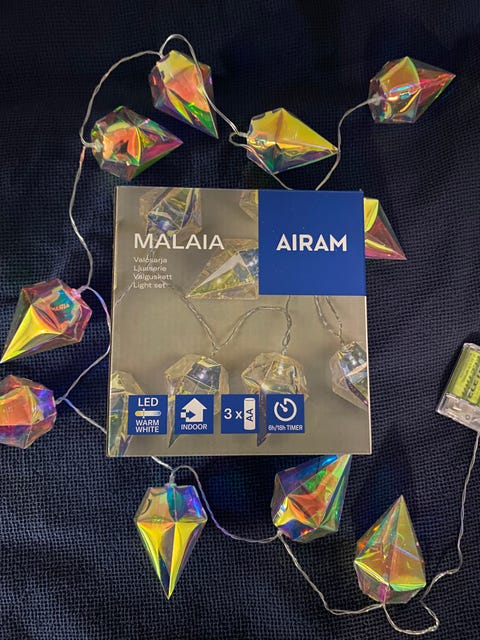 MALAIA
AIRAM
Valosarja
Ljusserie
Valguskett
Light set
LED
WARM
WHITE
INDOOR
3 x AA
6h/18h TIMER